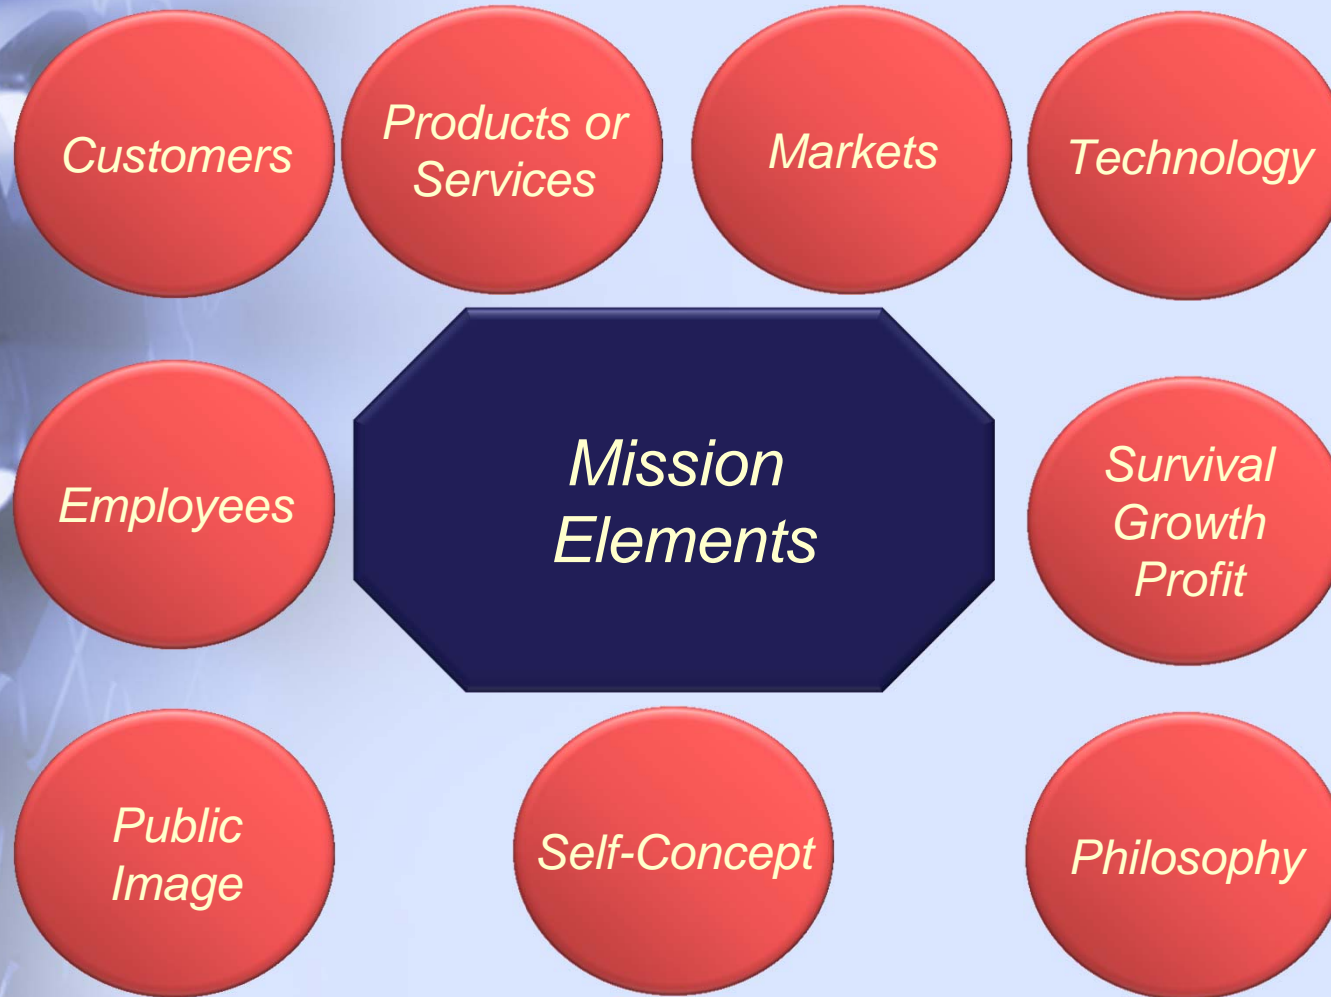 Customers
Products or
Services
Markets
Technology
Mission
Elements
Employees
Survival
Growth
Profit
Public
Image
Self-Concept
Philosophy